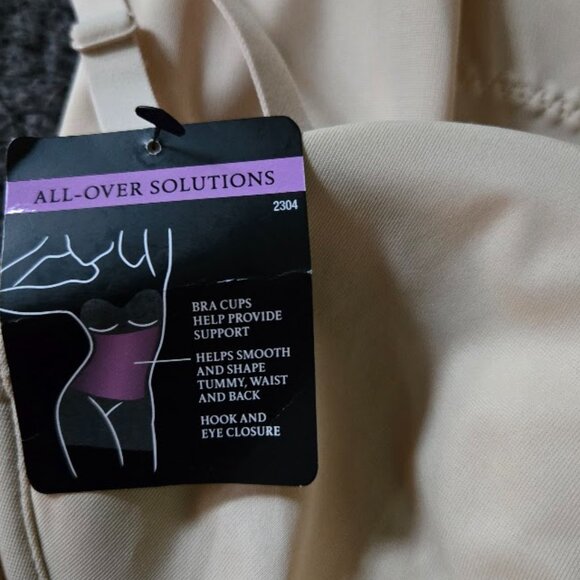 ALL-OVER SOLUTIONS
2304
BRA CUPS
HELP PROVIDE
SUPPORT
HELPS SMOOTH
AND SHAPE
TUMMY, WAIST
AND BACK
HOOK AND
EYE CLOSURE